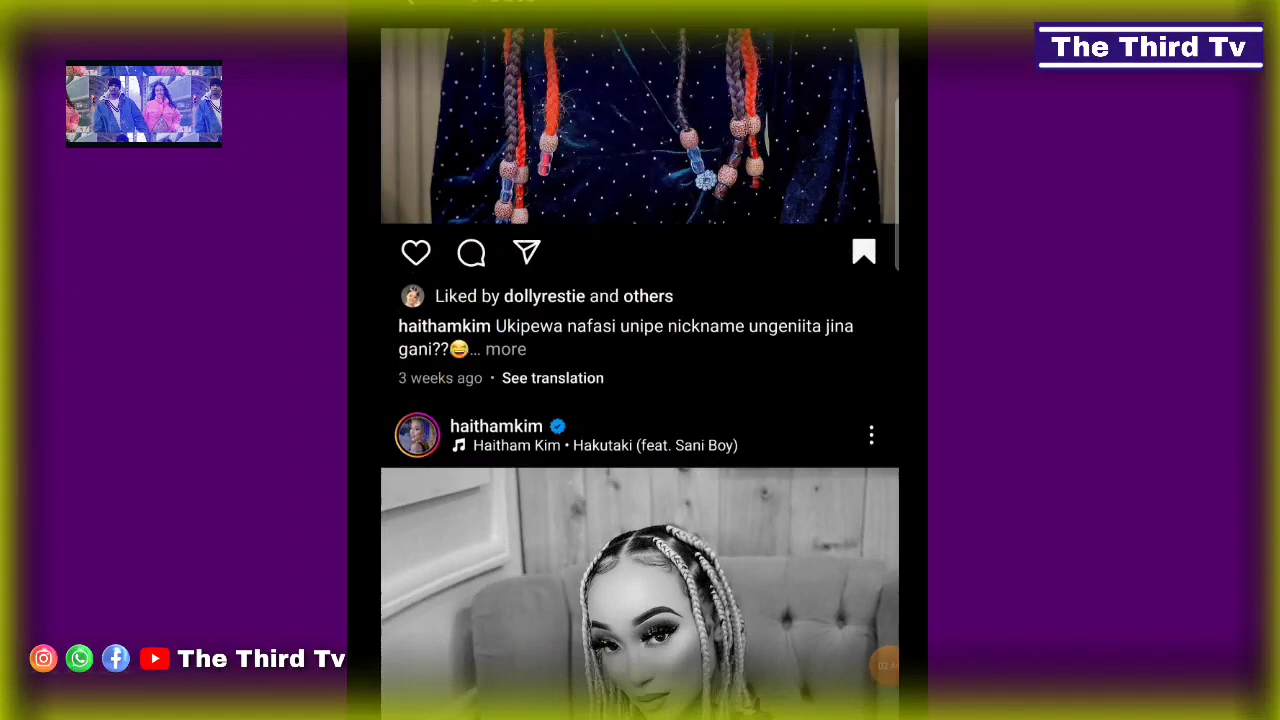 The Third Tv
Liked by dollyrestie and others
haithamkim Ukipewa nafasi unipe nickname ungeniita jina
gani??😆... more
3 weeks ago • See translation
haithamkim
Haitham Kim • Hakutaki (feat. Sani Boy)
The Third Tv